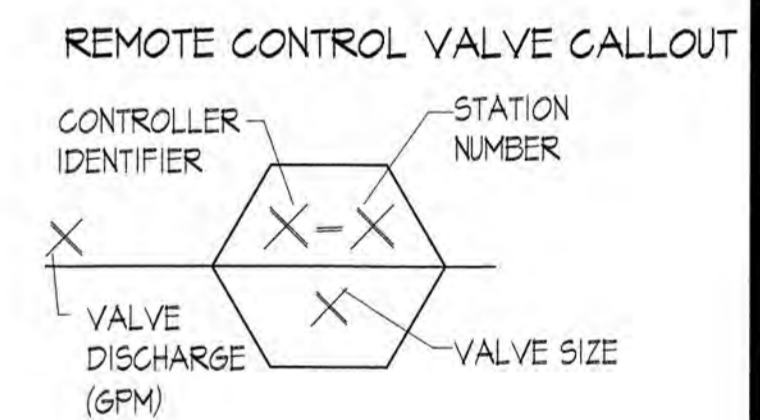 REMOTE CONTROL VALVE CALLOUT
CONTROLLER
IDENTIFIER
STATION
NUMBER
X
X - X
X
VALVE
DISCHARGE
(GPM)
VALVE SIZE